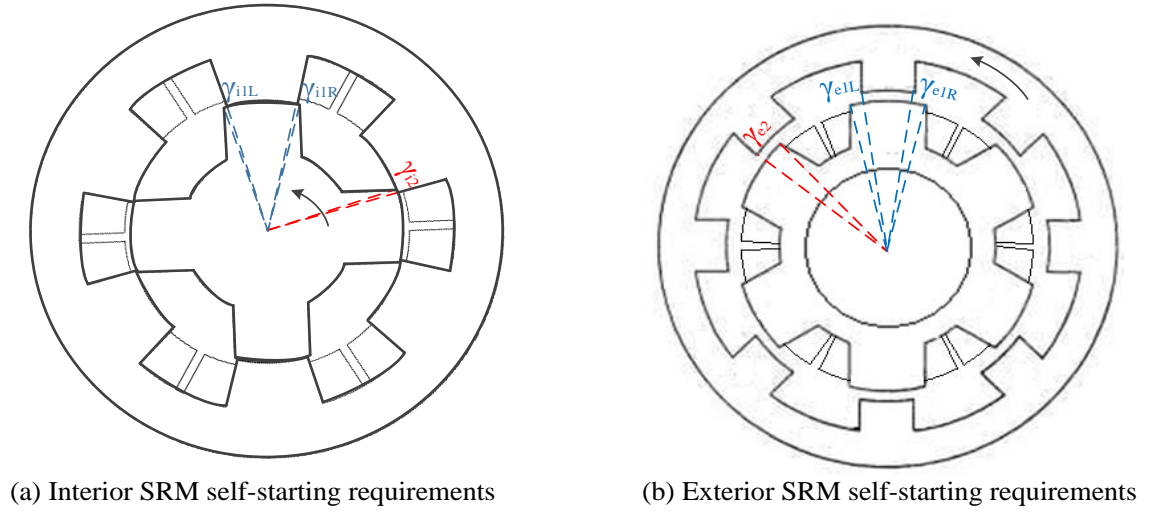 γi1L γi1R
γi2
γe1L γe1R
γe2
(a) Interior SRM self-starting requirements
(b) Exterior SRM self-starting requirements